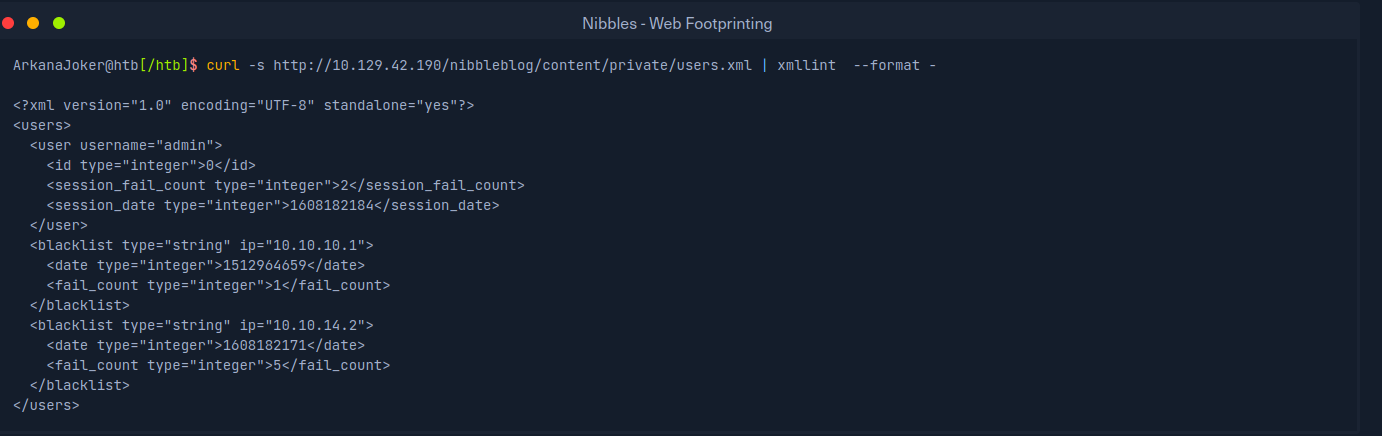 Nibbles - Web Footprinting
ArkanaJoker@htb[/htb]$ curl -s http://10.129.42.190/nibbleblog/content/private/users.xml | xmllint  --format -
<?xml version="1.0" encoding="UTF-8" standalone="yes"?>
<users>
  <user username="admin">
    <id type="integer">0</id>
    <session_fail_count type="integer">2</session_fail_count>
    <session_date type="integer">1608182184</session_date>
  </user>
  <blacklist type="string" ip="10.10.10.1">
    <date type="integer">1512964659</date>
    <fail_count type="integer">1</fail_count>
  </blacklist>
  <blacklist type="string" ip="10.10.14.2">
    <date type="integer">1608182171</date>
    <fail_count type="integer">5</fail_count>
  </blacklist>
</users>